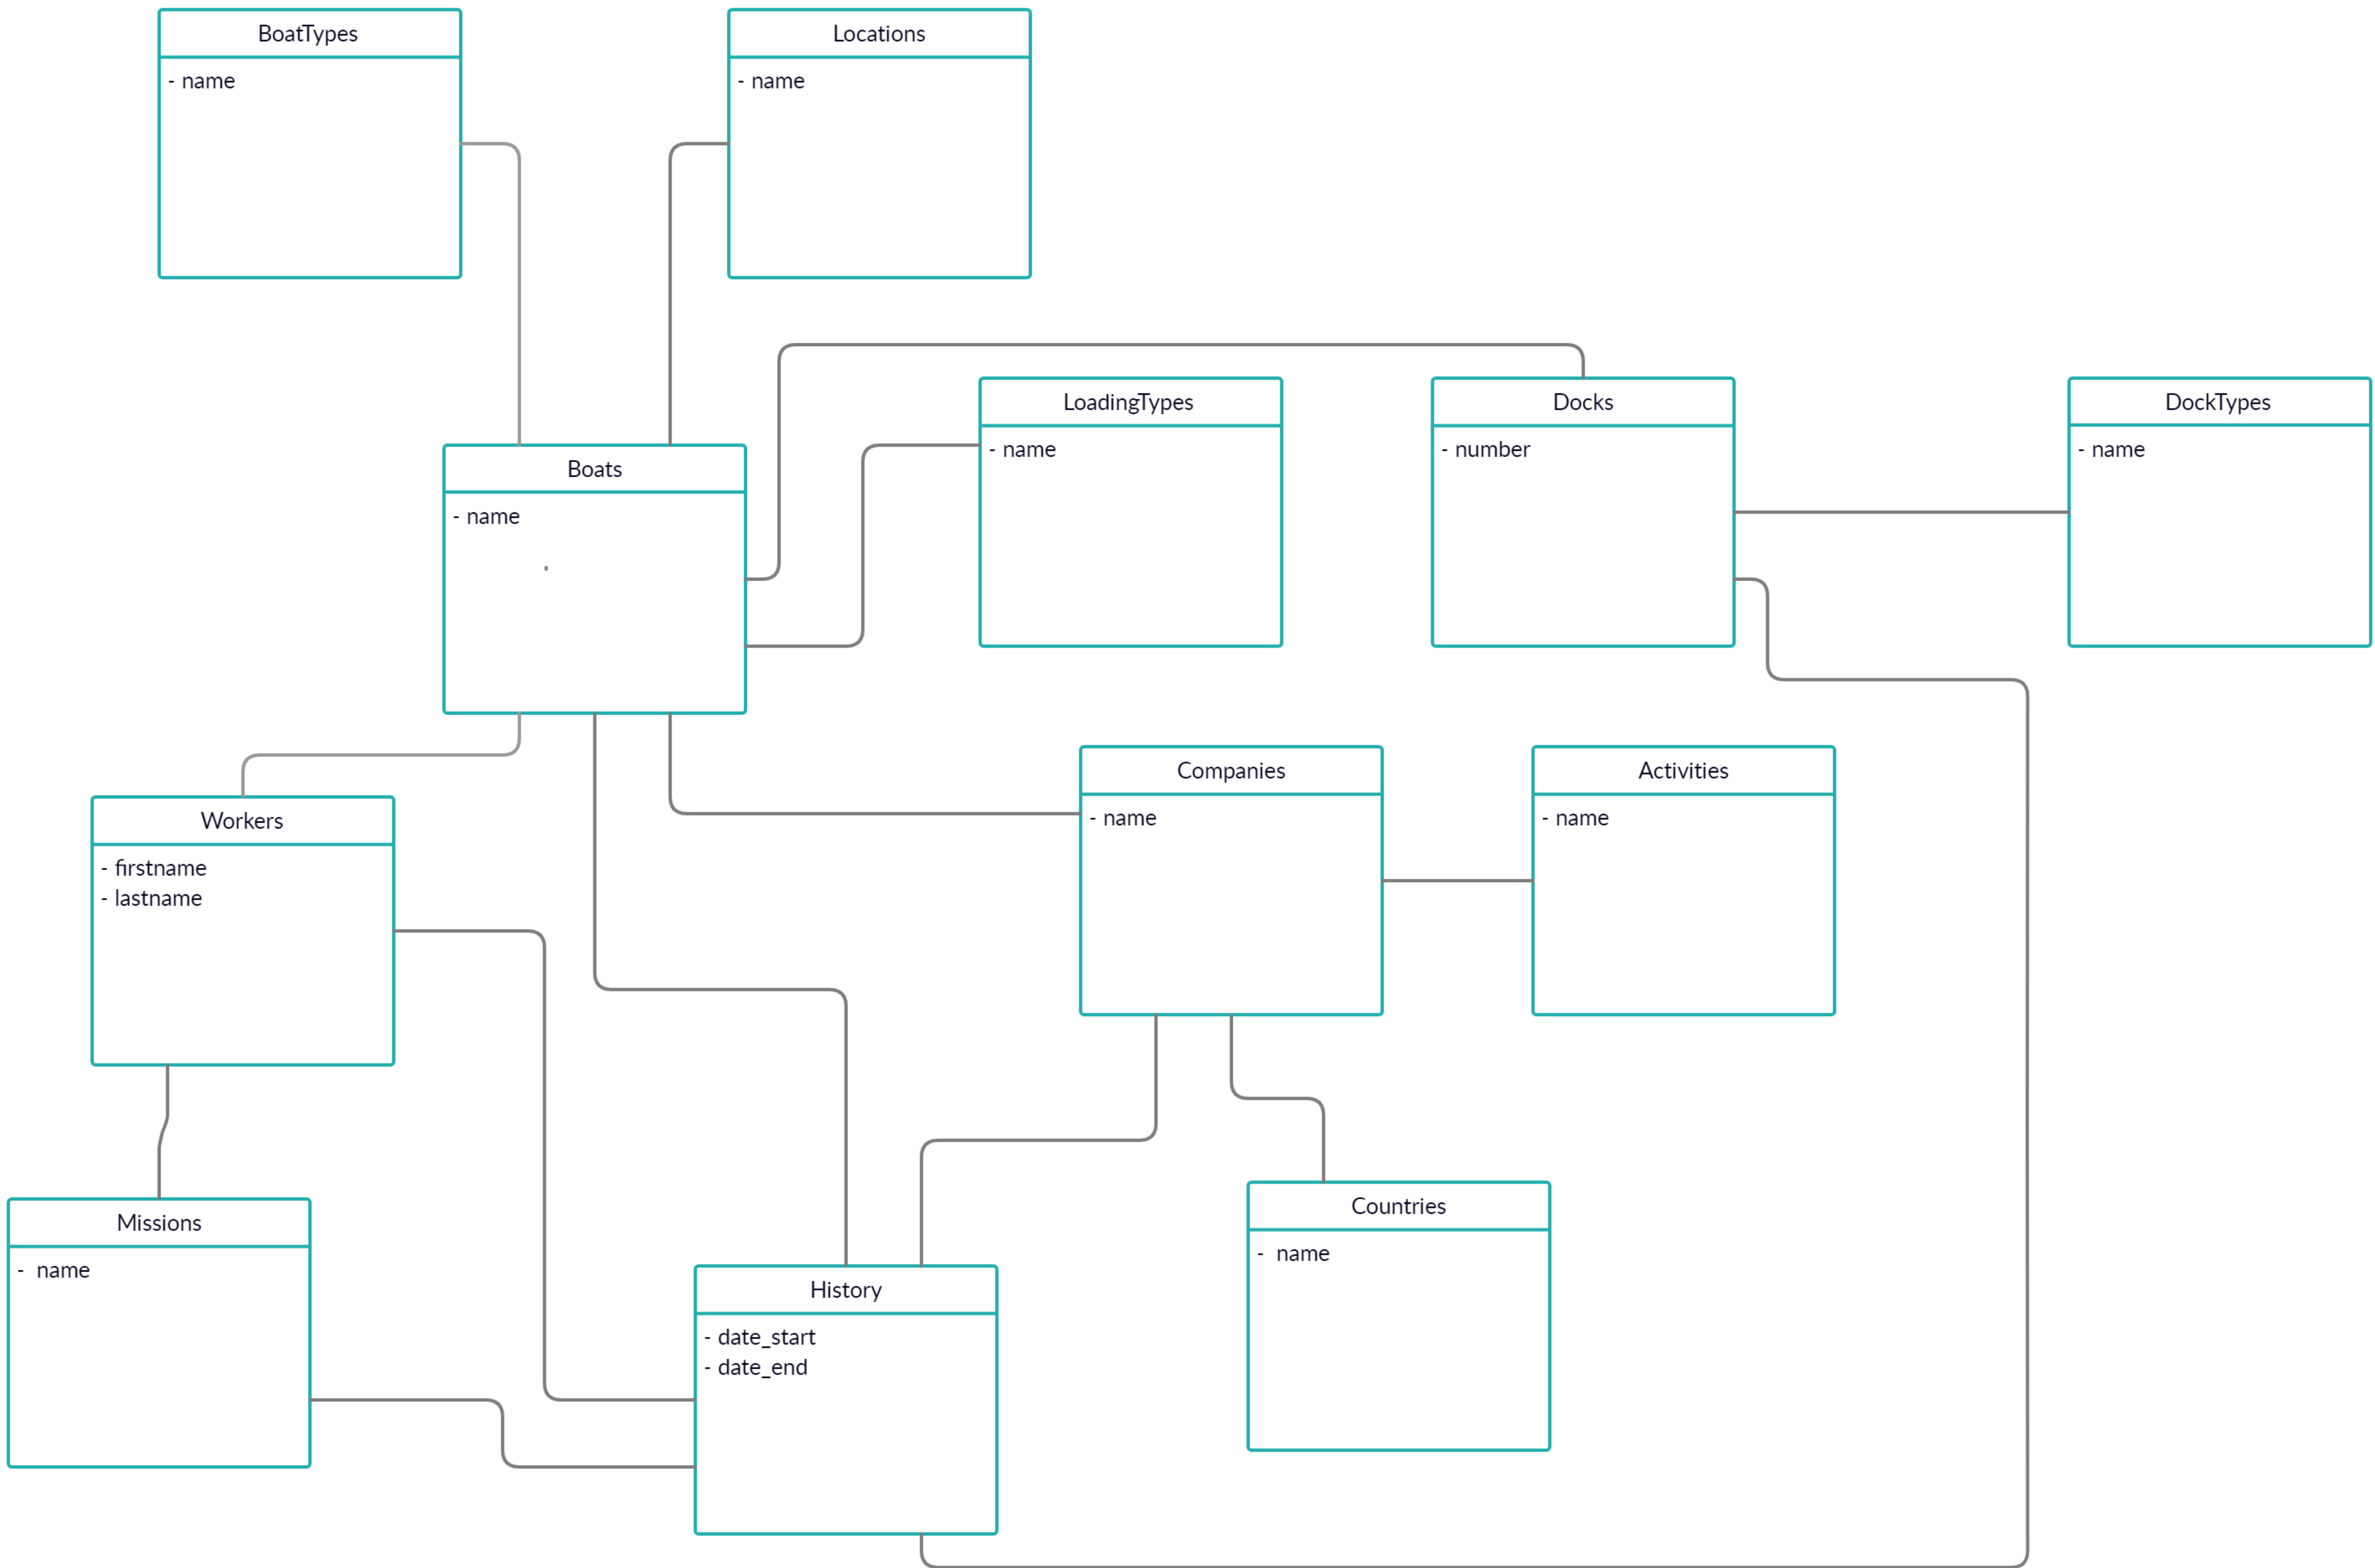 BoatTypes
- name
Locations
- name
LoadingTypes
- name
Docks
- number
DockTypes
- name
Boats
- name
Companies
- name
Activities
- name
Workers
- firstname
- lastname
Missions
- name
Countries
- name
History
- date_start
- date_end